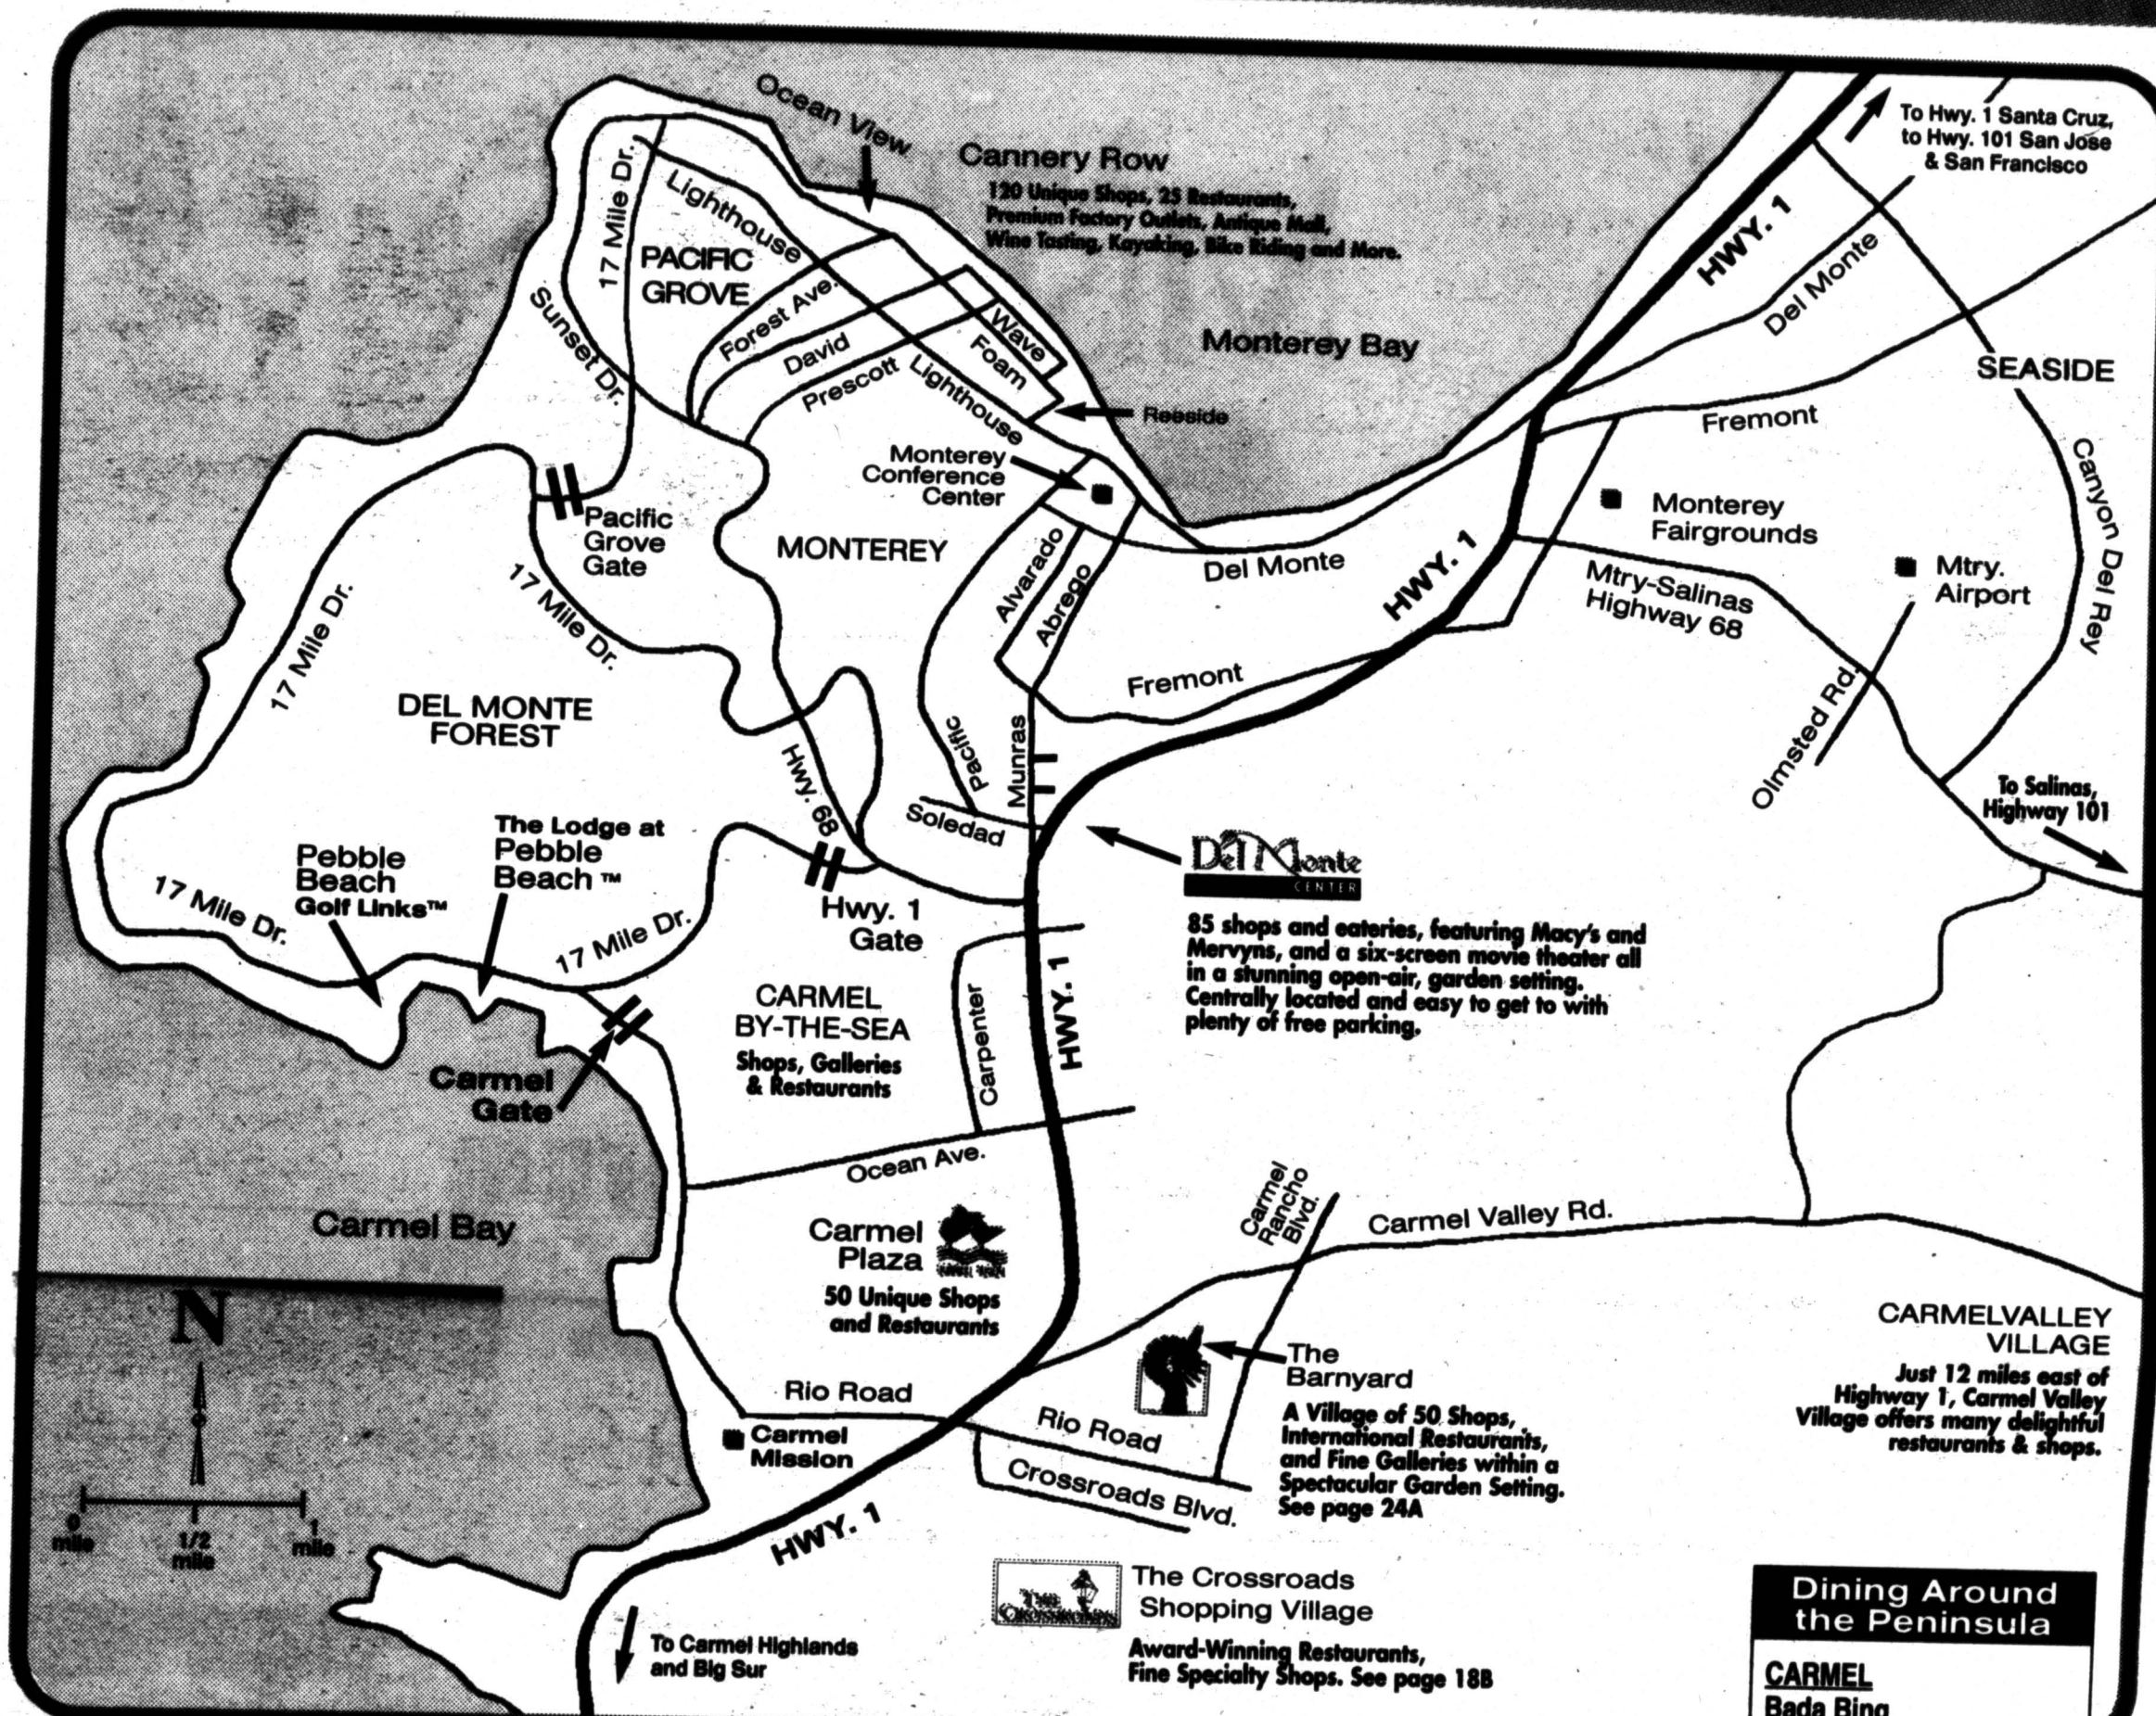 Ocean View
Cannery Row
120 Unique Shops, 25 Restaurants,
Premium Factory Outlets, Antique Mall,
Wine Tasting, Kayaking, Bike Riding and More.
To Hwy. 1 Santa Cruz,
to Hwy. 101 San Jose
& San Francisco
17 Mile Dr.
Lighthouse
PACIFIC
GROVE
Sunset Dr.
Forest Ave.
David
Prescott
Lighthouse
Wave
Foam
Reeside
Monterey Bay
HWY. 1
Del Monte
SEASIDE
Fremont
Canyon Del Rey
Monterey
Conference
Center
Monterey
Fairgrounds
Mtry.
Airport
Mtry-Salinas
Highway 68
Olmsted Rd.
To Salinas,
Highway 101
Pacific
Grove
Gate
MONTEREY
Alvarado
Abrego
Del Monte
HWY. 1
Fremont
17 Mile Dr.
17 Mile Dr.
DEL MONTE
FOREST
Pacific
Munras
Hwy. 68
Soledad
Del Monte
CENTER
85 shops and eateries, featuring Macy's and
Mervyns, and a six-screen movie theater all
in a stunning open-air, garden setting.
Centrally located and easy to get to with
plenty of free parking.
The Lodge at
Pebble
Beach™
Pebble
Beach
Golf Links™
17 Mile Dr.
17 Mile Dr.
Hwy. 1
Gate
CARMEL
BY-THE-SEA
Shops, Galleries
& Restaurants
Carpenter
HWY. 1
Carmel
Gate
Ocean Ave.
Carmel Bay
Carmel
Plaza
50 Unique Shops
and Restaurants
Carmel
Rancho
Blvd.
Carmel Valley Rd.
CARMELVALLEY
VILLAGE
Just 12 miles east of
Highway 1, Carmel Valley
Village offers many delightful
restaurants & shops.
The
Barnyard
A Village of 50 Shops,
International Restaurants,
and Fine Galleries within a
Spectacular Garden Setting.
See page 24A
Rio Road
Rio Road
Crossroads Blvd.
Carmel
Mission
HWY. 1
N
0
mile
1/2
mile
1
mile
To Carmel Highlands
and Big Sur
The Crossroads
The Crossroads
Shopping Village
Award-Winning Restaurants,
Fine Specialty Shops. See page 18B
Dining Around
the Peninsula
CARMEL
Bada Bing